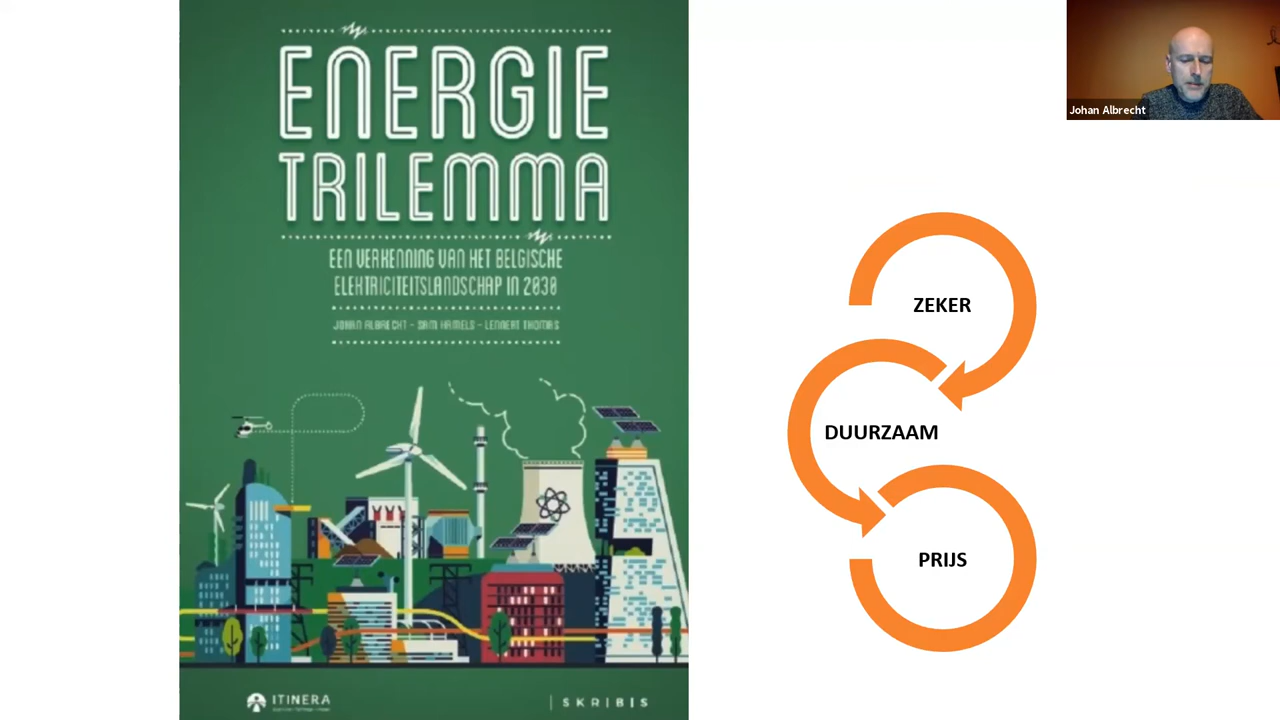 ENERGIE
TRILEMMA
EEN VERKENNING VAN HET BELGISCHE
ELEKTRICITEITSLANDSCHAP IN 2030
JOHAN ALBRECHT - SAM HAMELS - LENNERT THOMAS
ITINERA
SKRIBIS
Johan Albrecht
ZEKER
DUURZAAM
PRIJS